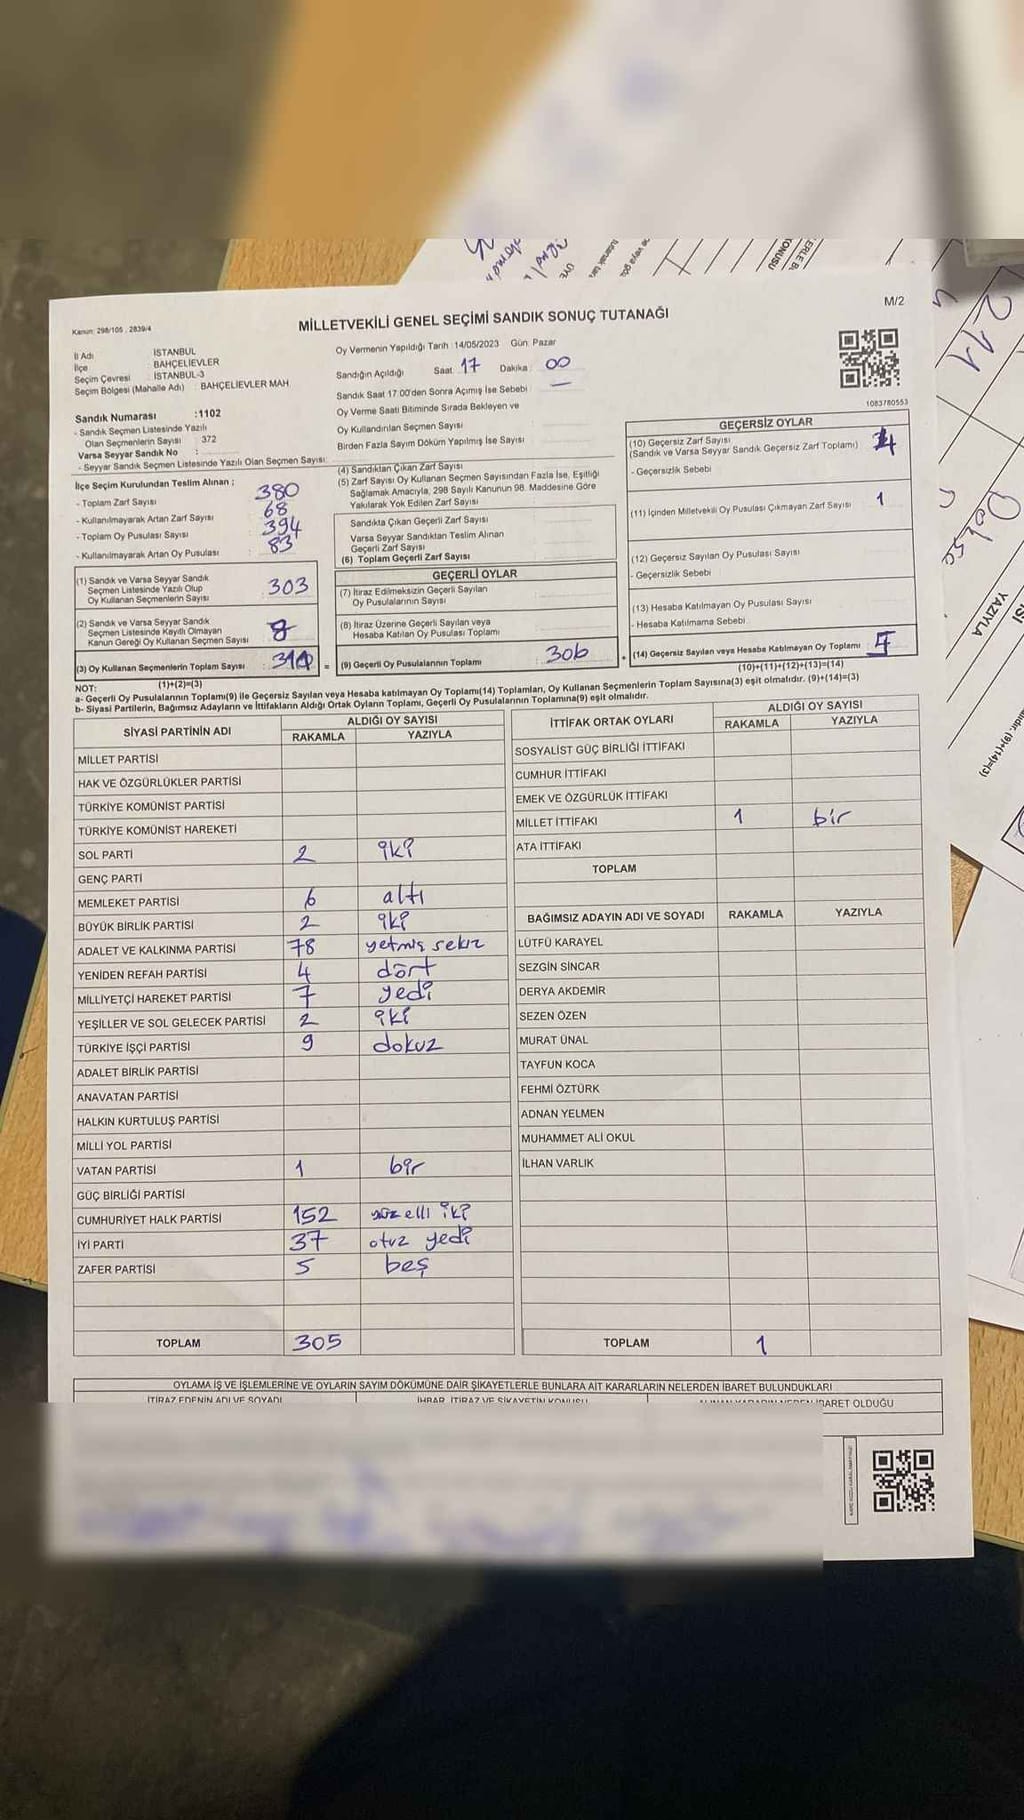 M/2
Kanun: 298/105 , 2839/4
MİLLETVEKİLİ GENEL SEÇİMİ SANDIK SONUÇ TUTANAĞI
İl Adı : İSTANBUL
İlçe : BAHÇELİEVLER
Seçim Çevresi : İSTANBUL-3
Seçim Bölgesi (Mahalle Adı) : BAHÇELİEVLER MAH.
Sandık Numarası :1102
- Sandık Seçmen Listesinde Yazılı
Olan Seçmenlerin Sayısı : 372
Varsa Seyyar Sandık No :
- Seyyar Sandık Seçmen Listesinde Yazılı Olan Seçmen Sayısı:
Oy Vermenin Yapıldığı Tarih :14/05/2023 Gün: Pazar
Sandığın Açıldığı Saat: 17 Dakika: 00
Sandık Saat 17.00'den Sonra Açılmış İse Sebebi —
Oy Verme Saati Bitiminde Sırada Bekleyen ve
Oy Kullandırılan Seçmen Sayısı
Birden Fazla Sayım Döküm Yapılmış İse Sayısı
1083780553
İlçe Seçim Kurulundan Teslim Alınan ;
- Toplam Zarf Sayısı : 380
- Kullanılmayarak Artan Zarf Sayısı : 68
- Toplam Oy Pusulası Sayısı : 394
- Kullanılmayarak Artan Oy Pusulası : 83
(1) Sandık ve Varsa Seyyar Sandık
Seçmen Listesinde Yazılı Olup
Oy Kullanan Seçmenlerin Sayısı : 303
(2) Sandık ve Varsa Seyyar Sandık
Seçmen Listesinde Kayıtlı Olmayan
Kanun Gereği Oy Kullanan Seçmen Sayısı :
(3) Oy Kullanan Seçmenlerin Toplam Sayısı :
(1)+(2)=(3)
(4) Sandıktan Çıkan Zarf Sayısı
(5) Zarf Sayısı Oy Kullanan Seçmen Sayısından Fazla İse, Eşitliği
Sağlamak Amacıyla, 298 Sayılı Kanunun 98. Maddesine Göre
Yakılarak Yok Edilen Zarf Sayısı
Sandıkta Çıkan Geçerli Zarf Sayısı
Varsa Seyyar Sandıktan Teslim Alınan
Geçerli Zarf Sayısı
(6) Toplam Geçerli Zarf Sayısı
GEÇERLİ OYLAR
(7) İtiraz Edilmeksizin Geçerli Sayılan
Oy Pusulalarının Sayısı
(8) İtiraz Üzerine Geçerli Sayılan veya
Hesaba Katılan Oy Pusulası Toplamı
= (9) Geçerli Oy Pusulalarının Toplamı 306
GEÇERSİZ OYLAR
(10) Geçersiz Zarf Sayısı
(Sandık ve Varsa Seyyar Sandık Geçersiz Zarf Toplamı)
- Geçersizlik Sebebi
(11) İçinden Milletvekili Oy Pusulası Çıkmayan Zarf Sayısı 1
(12) Geçersiz Sayılan Oy Pusulası Sayısı
- Geçersizlik Sebebi
(13) Hesaba Katılmayan Oy Pusulası Sayısı
- Hesaba Katılmama Sebebi
+ (14) Geçersiz Sayılan veya Hesaba Katılmayan Oy Toplamı
(10)+(11)+(12)+(13)=(14)
NOT:
a- Geçerli Oy Pusulalarının Toplamı(9) ile Geçersiz Sayılan veya Hesaba katılmayan Oy Toplamı(14) Toplamları, Oy Kullanan Seçmenlerin Toplam Sayısına(3) eşit olmalıdır. (9)+(14)=(3)
b- Siyasi Partilerin, Bağımsız Adayların ve İttifakların Aldığı Ortak Oyların Toplamı, Geçerli Oy Pusulalarının Toplamına(9) eşit olmalıdır.
SİYASİ PARTİNİN ADI ALDIĞI OY SAYISI
RAKAMLA YAZIYLA
MİLLET PARTİSİ
HAK VE ÖZGÜRLÜKLER PARTİSİ
TÜRKİYE KOMÜNİST PARTİSİ
TÜRKİYE KOMÜNİST HAREKETİ
SOL PARTİ 2 iki
GENÇ PARTİ
MEMLEKET PARTİSİ 6 altı
BÜYÜK BİRLİK PARTİSİ 2 iki
ADALET VE KALKINMA PARTİSİ 78 yetmiş sekiz
YENİDEN REFAH PARTİSİ 4 dört
MİLLİYETÇİ HAREKET PARTİSİ 7 yedi
YEŞİLLER VE SOL GELECEK PARTİSİ 2 iki
TÜRKİYE İŞÇİ PARTİSİ 9 dokuz
ADALET BİRLİK PARTİSİ
ANAVATAN PARTİSİ
HALKIN KURTULUŞ PARTİSİ
MİLLİ YOL PARTİSİ
VATAN PARTİSİ 1 bir
GÜÇ BİRLİĞİ PARTİSİ
CUMHURİYET HALK PARTİSİ 152 yüz elli iki
İYİ PARTİ 37 otuz yedi
ZAFER PARTİSİ 5 beş
TOPLAM 305
İTTİFAK ORTAK OYLARI ALDIĞI OY SAYISI
RAKAMLA YAZIYLA
SOSYALİST GÜÇ BİRLİĞİ İTTİFAKI
CUMHUR İTTİFAKI
EMEK VE ÖZGÜRLÜK İTTİFAKI
MİLLET İTTİFAKI 1 bir
ATA İTTİFAKI
TOPLAM
BAĞIMSIZ ADAYIN ADI VE SOYADI RAKAMLA YAZIYLA
LÜTFÜ KARAYEL
SEZGİN SİNCAR
DERYA AKDEMİR
SEZEN ÖZEN
MURAT ÜNAL
TAYFUN KOCA
FEHMİ ÖZTÜRK
ADNAN YELMEN
MUHAMMET ALİ OKUL
İLHAN VARLIK
TOPLAM 1
OYLAMA İŞ VE İŞLEMLERİNE VE OYLARIN SAYIM DÖKÜMÜNE DAİR ŞİKAYETLERLE BUNLARA AİT KARARLARIN NELERDEN İBARET BULUNDUKLARI
İTİRAZ EDENİN ADI VE SOYADI İHBAR, İTİRAZ VE ŞİKAYETİN KONUSU İBARET OLDUĞU
KONUSU
211
YAZIYLA
(9)+(14)=(3)